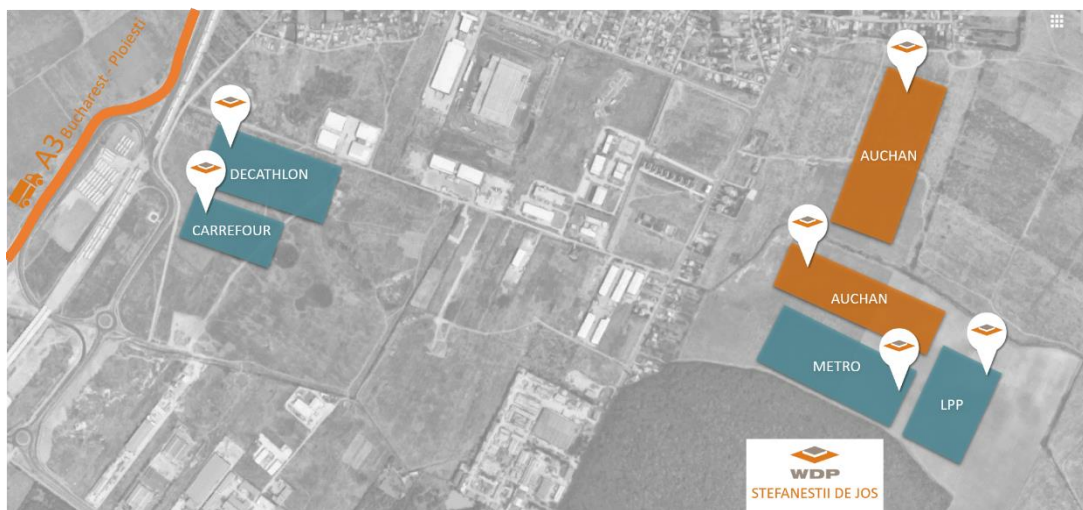 A3 Bucharest - Ploiesti
DECATHLON
CARREFOUR
AUCHAN
AUCHAN
METRO
LPP
WDP
STEFANESTII DE JOS